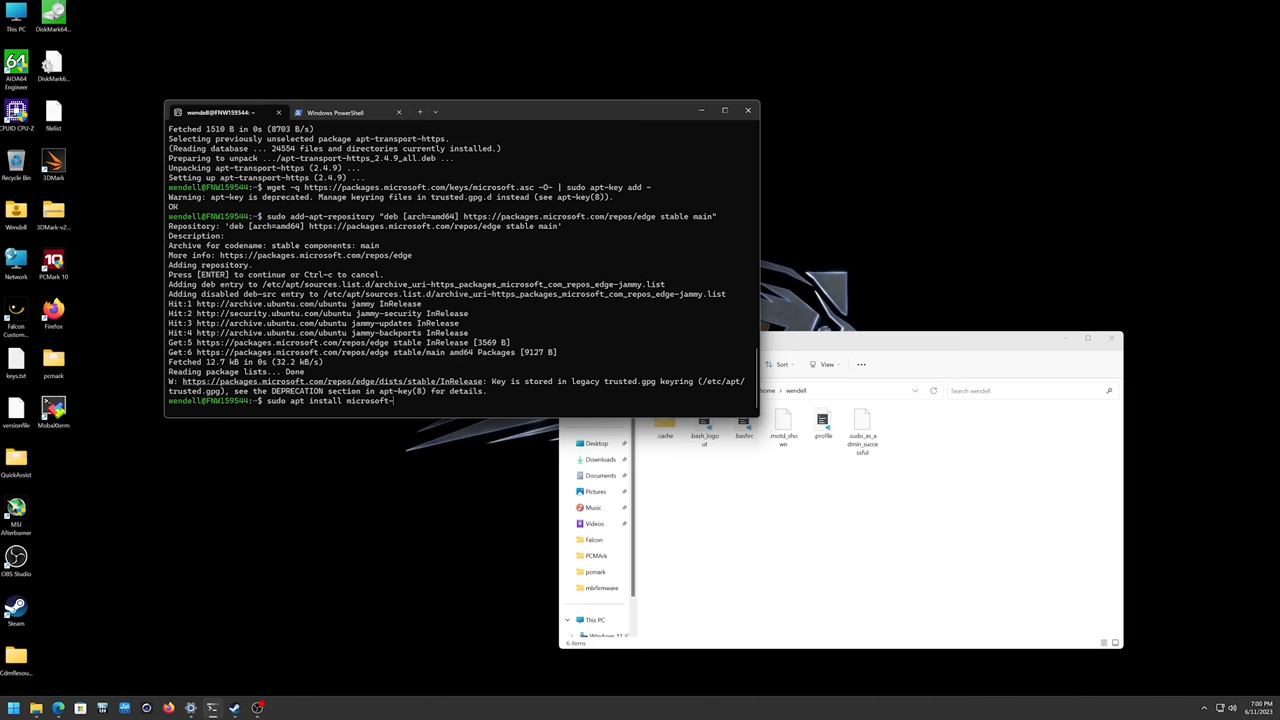 This PC
DiskMark64...
AIDA64
Engineer
DiskMark6...
CPUID CPU-Z
filelist
Recycle Bin
3DMark
Wendell
3DMark-v2...
Network
PCMark 10
Falcon
Custom...
Firefox
keys.txt
pcmark
versionfile
MobaXterm
QuickAssist
MSI
Afterburner
OBS Studio
Steam
CdmResou...
wendell@FNW159544: ~
Windows PowerShell
Fetched 1510 B in 0s (8703 B/s)
Selecting previously unselected package apt-transport-https.
(Reading database ... 24554 files and directories currently installed.)
Preparing to unpack .../apt-transport-https_2.4.9_all.deb ...
Unpacking apt-transport-https (2.4.9) ...
Setting up apt-transport-https (2.4.9) ...
wendell@FNW159544:~$ wget -q https://packages.microsoft.com/keys/microsoft.asc -O- | sudo apt-key add -
Warning: apt-key is deprecated. Manage keyring files in trusted.gpg.d instead (see apt-key(8)).
OK
wendell@FNW159544:~$ sudo add-apt-repository "deb [arch=amd64] https://packages.microsoft.com/repos/edge stable main"
Repository: 'deb [arch=amd64] https://packages.microsoft.com/repos/edge stable main'
Description:
Archive for codename: stable components: main
More info: https://packages.microsoft.com/repos/edge
Adding repository.
Press [ENTER] to continue or Ctrl-c to cancel.
Adding deb entry to /etc/apt/sources.list.d/archive_uri-https_packages_microsoft_com_repos_edge-jammy.list
Adding disabled deb-src entry to /etc/apt/sources.list.d/archive_uri-https_packages_microsoft_com_repos_edge-jammy.list
Hit:1 http://archive.ubuntu.com/ubuntu jammy InRelease
Hit:2 http://security.ubuntu.com/ubuntu jammy-security InRelease
Hit:3 http://archive.ubuntu.com/ubuntu jammy-updates InRelease
Hit:4 http://archive.ubuntu.com/ubuntu jammy-backports InRelease
Get:5 https://packages.microsoft.com/repos/edge stable InRelease [3569 B]
Get:6 https://packages.microsoft.com/repos/edge stable/main amd64 Packages [9127 B]
Fetched 12.7 kB in 0s (32.2 kB/s)
Reading package lists... Done
W: https://packages.microsoft.com/repos/edge/dists/stable/InRelease: Key is stored in legacy trusted.gpg keyring (/etc/apt/
trusted.gpg), see the DEPRECATION section in apt-key(8) for details.
wendell@FNW159544:~$ sudo apt install microsoft-
Sort
View
home > wendell
Search wendell
.cache
.bash_logo
ut
.bashrc
.motd_sho
wn
.profile
.sudo_as_a
dmin_succe
ssful
Desktop
Downloads
Documents
Pictures
Music
Videos
Falcon
PCMArk
pcmark
mbfirmware
This PC
6 items
7:00 PM
6/11/2023